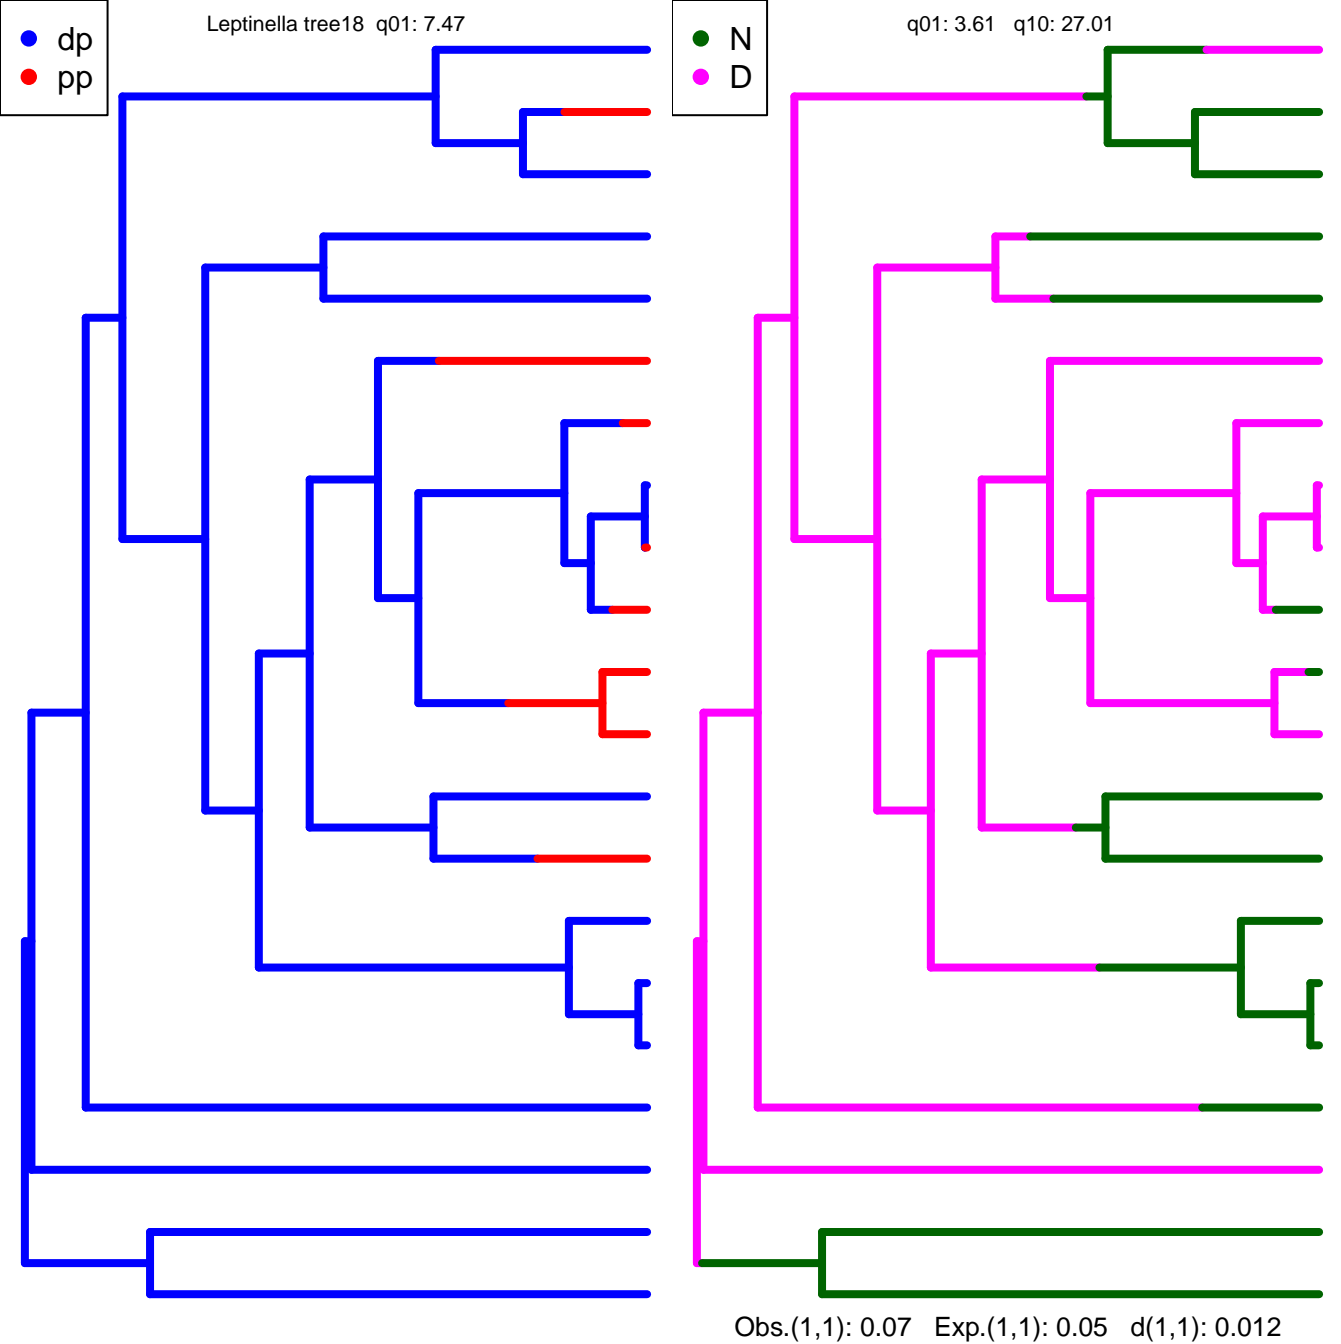 dp
pp
Leptinella tree18 q01: 7.47
N
D
q01: 3.61 q10: 27.01
Obs.(1,1): 0.07 Exp.(1,1): 0.05 d(1,1): 0.012